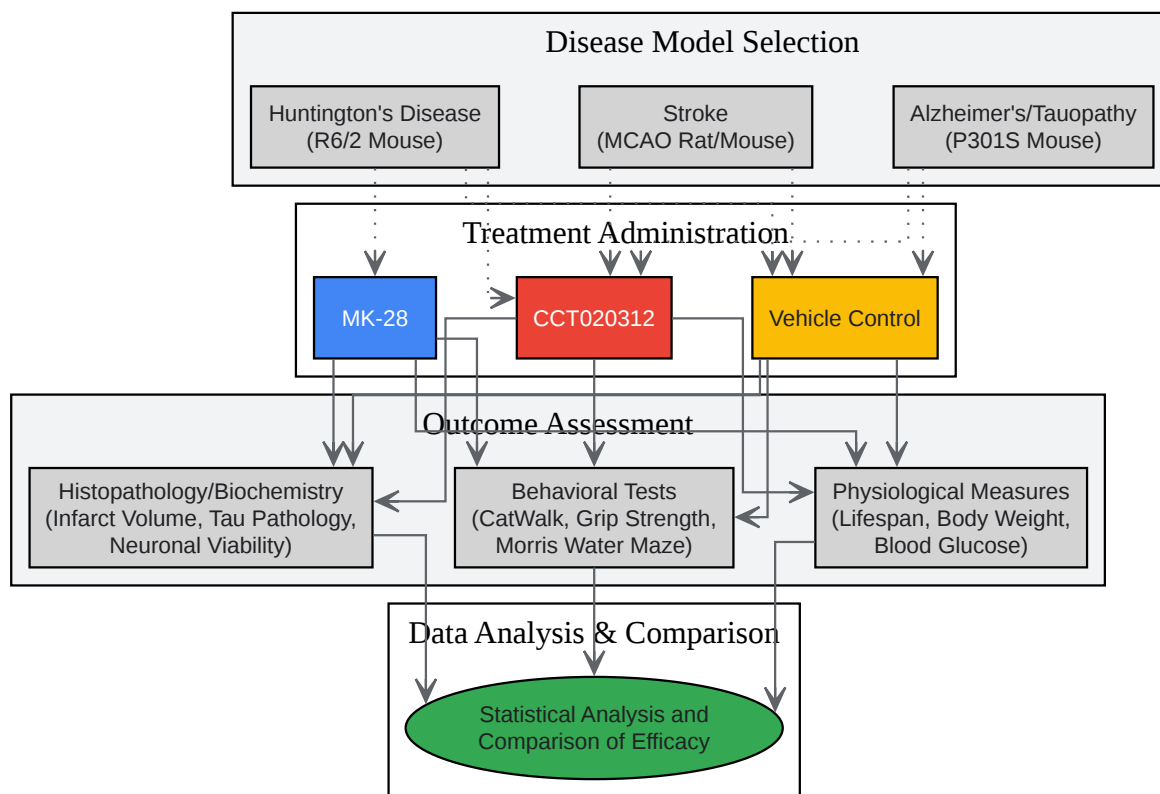 Disease Model Selection
Huntington's Disease
(R6/2 Mouse)
Stroke
(MCAO Rat/Mouse)
Alzheimer's/Tauopathy
(P301S Mouse)
Treatment Administration
MK-28
CCT020312
Vehicle Control
Outcome Assessment
Histopathology/Biochemistry
(Infarct Volume, Tau Pathology,
Neuronal Viability)
Behavioral Tests
(CatWalk, Grip Strength,
Morris Water Maze)
Physiological Measures
(Lifespan, Body Weight,
Blood Glucose)
Data Analysis & Comparison
Statistical Analysis and
Comparison of Efficacy